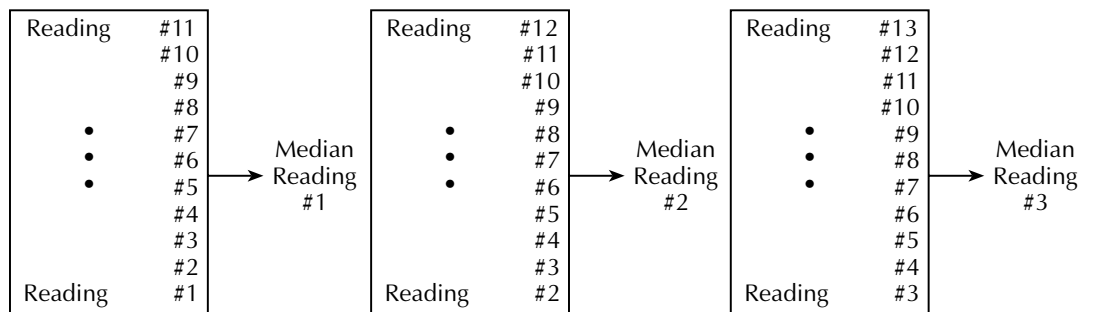 Reading #11
#10
#9
#8
#7
#6
#5
#4
#3
#2
Reading #1
Median
Reading
#1
Reading #12
#11
#10
#9
#8
#7
#6
#5
#4
#3
Reading #2
Median
Reading
#2
Reading #13
#12
#11
#10
#9
#8
#7
#6
#5
#4
Reading #3
Median
Reading
#3